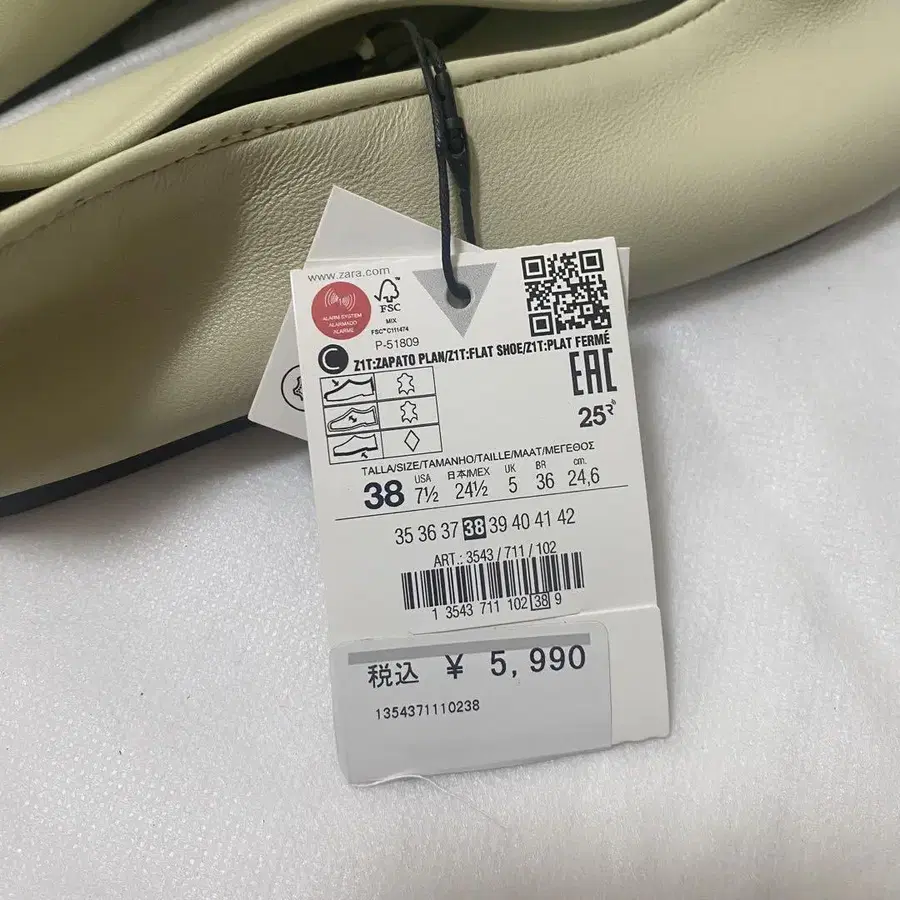 www.zara.com
ALARM SYSTEM
ALARMADO
ALARME
FSC™
MIX
FSC™ C111474
P-51809
C Z1T:ZAPATO PLAN/Z1T:FLAT SHOE/Z1T:PLAT FERMÉ
EAC
25
TALLA/SIZE/TAMANHO/TAILLE/MAAT/ΜΕΓΕΘΟΣ
USA 日本/MEX UK BR cm.
38 7½ 24½ 5 36 24,6
35 36 37 38 39 40 41 42
ART.: 3543 / 711 / 102
1 3543 711 102 38 9
税込 ¥ 5,990
1354371110238